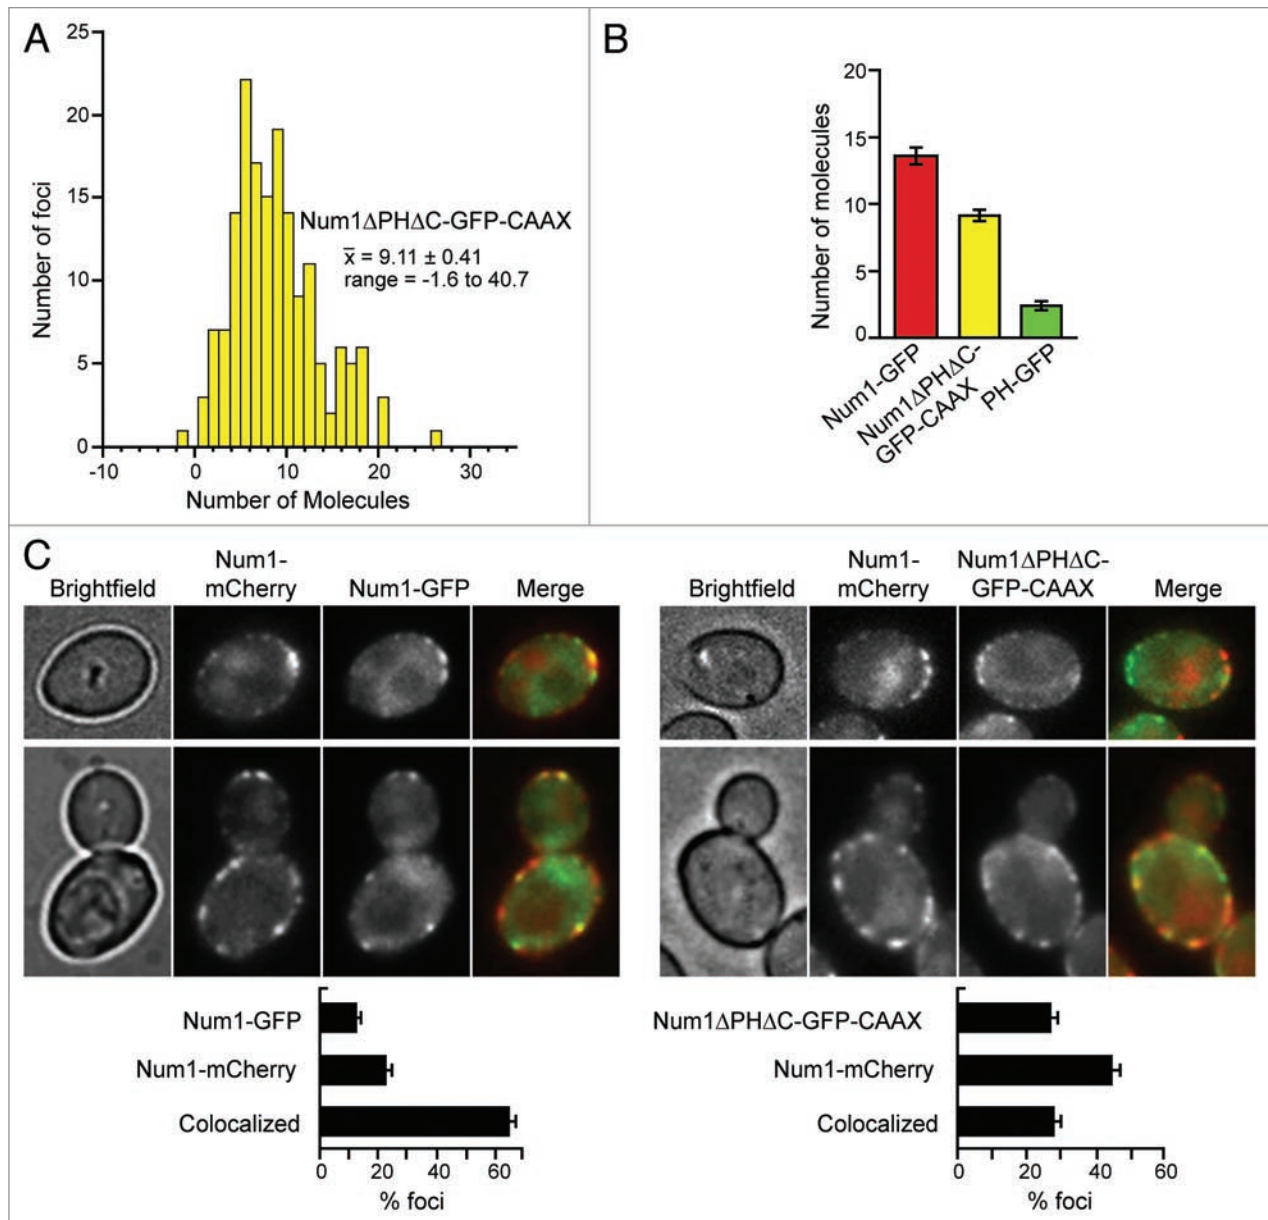 A
25
20
15
10
5
0
Number of foci
-10 0 10 20 30
Number of Molecules
Num1ΔPHΔC-GFP-CAAX
x̅ = 9.11 ± 0.41
range = -1.6 to 40.7
B
20
15
10
5
0
Number of molecules
Num1-GFP
Num1ΔPHΔC-
GFP-CAAX
PH-GFP
C
Brightfield
Num1-
mCherry
Num1-GFP
Merge
Brightfield
Num1-
mCherry
Num1ΔPHΔC-
GFP-CAAX
Merge
Num1-GFP
Num1-mCherry
Colocalized
0 20 40 60
% foci
Num1ΔPHΔC-GFP-CAAX
Num1-mCherry
Colocalized
0 20 40 60
% foci